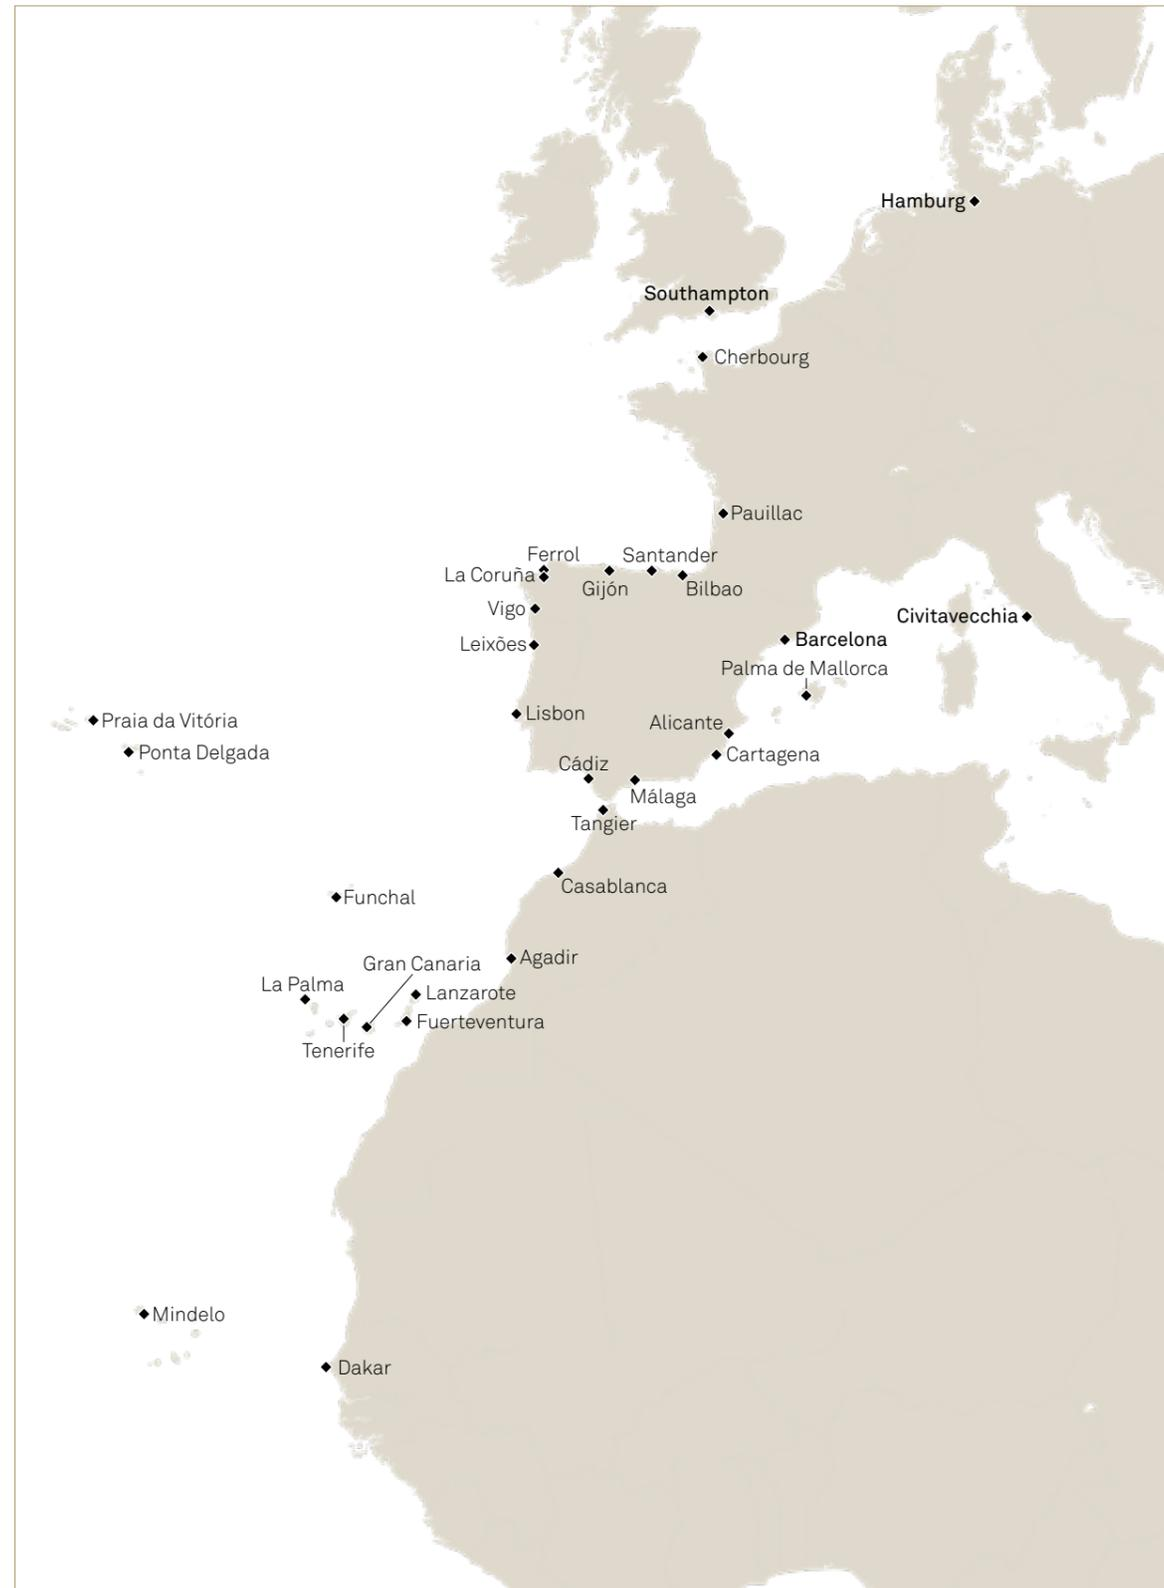 Hamburg
Southampton
Cherbourg
Pauillac
Ferrol
Santander
La Coruña
Gijón
Bilbao
Vigo
Civitavecchia
Barcelona
Leixões
Palma de Mallorca
Lisbon
Praia da Vitória
Alicante
Ponta Delgada
Cartagena
Cádiz
Málaga
Tangier
Casablanca
Funchal
Agadir
Gran Canaria
La Palma
Lanzarote
Fuerteventura
Tenerife
Mindelo
Dakar